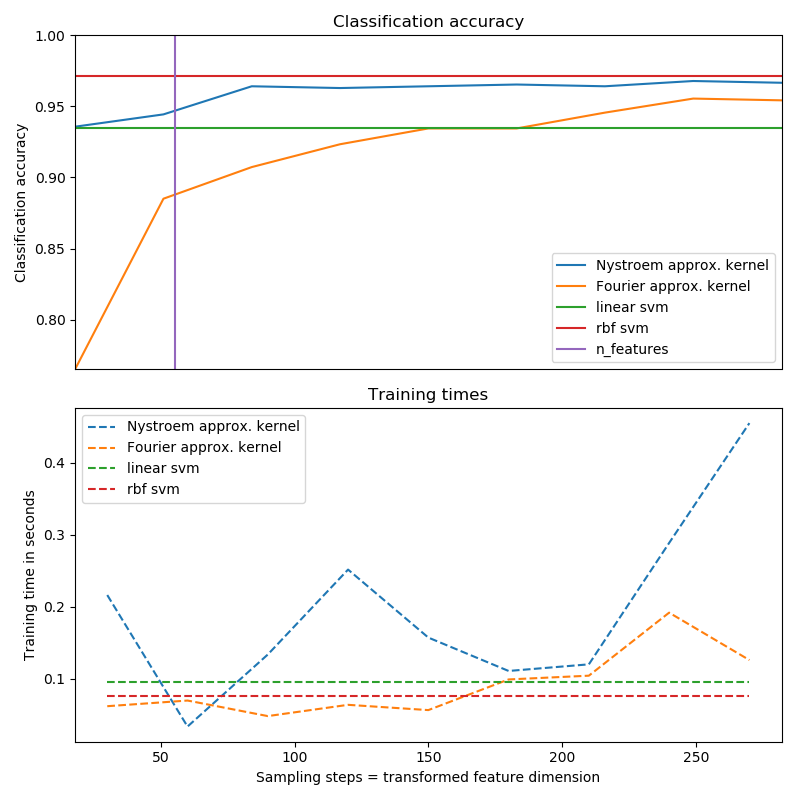 Classification accuracy
1.00
0.95
0.90
0.85
0.80
Classification accuracy
Nystroem approx. kernel
Fourier approx. kernel
linear svm
rbf svm
n_features
Training times
0.4
0.3
0.2
0.1
Training time in seconds
Nystroem approx. kernel
Fourier approx. kernel
linear svm
rbf svm
50
100
150
200
250
Sampling steps = transformed feature dimension